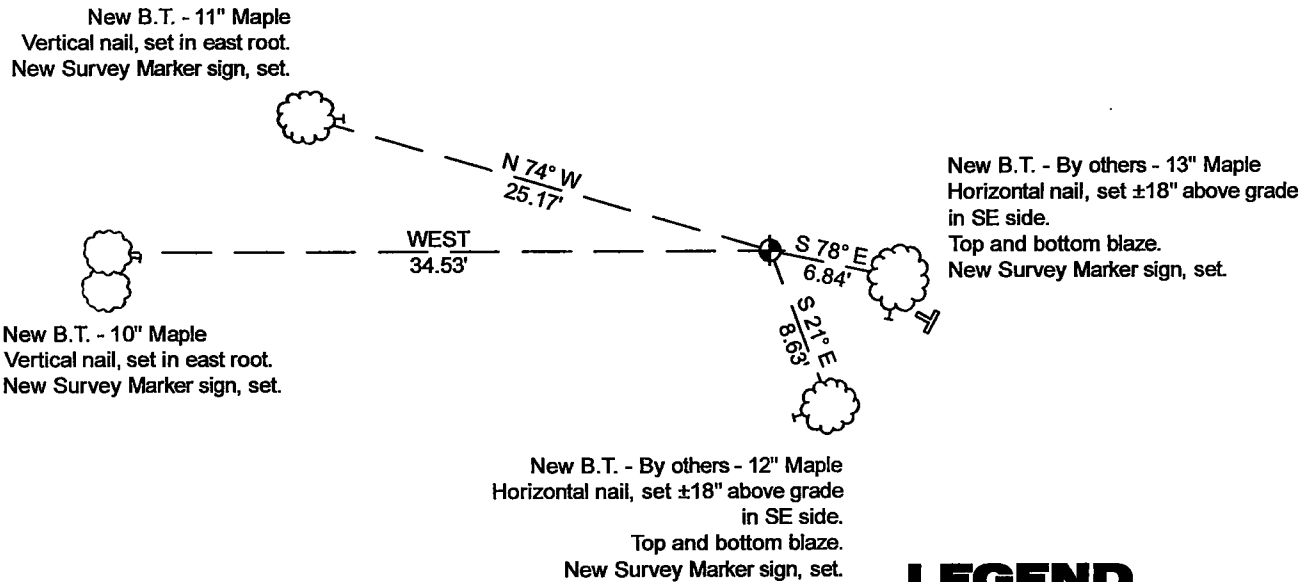 New B.T. - 11" Maple
Vertical nail, set in east root.
New Survey Marker sign, set.
N 74° W
25.17'
New B.T. - By others - 13" Maple
Horizontal nail, set ±18" above grade
in SE side.
Top and bottom blaze.
New Survey Marker sign, set.
WEST
34.53'
S 78° E
6.84'
S 21° E
8.63'
New B.T. - 10" Maple
Vertical nail, set in east root.
New Survey Marker sign, set.
New B.T. - By others - 12" Maple
Horizontal nail, set ±18" above grade
in SE side.
Top and bottom blaze.
New Survey Marker sign, set.
LEGEND